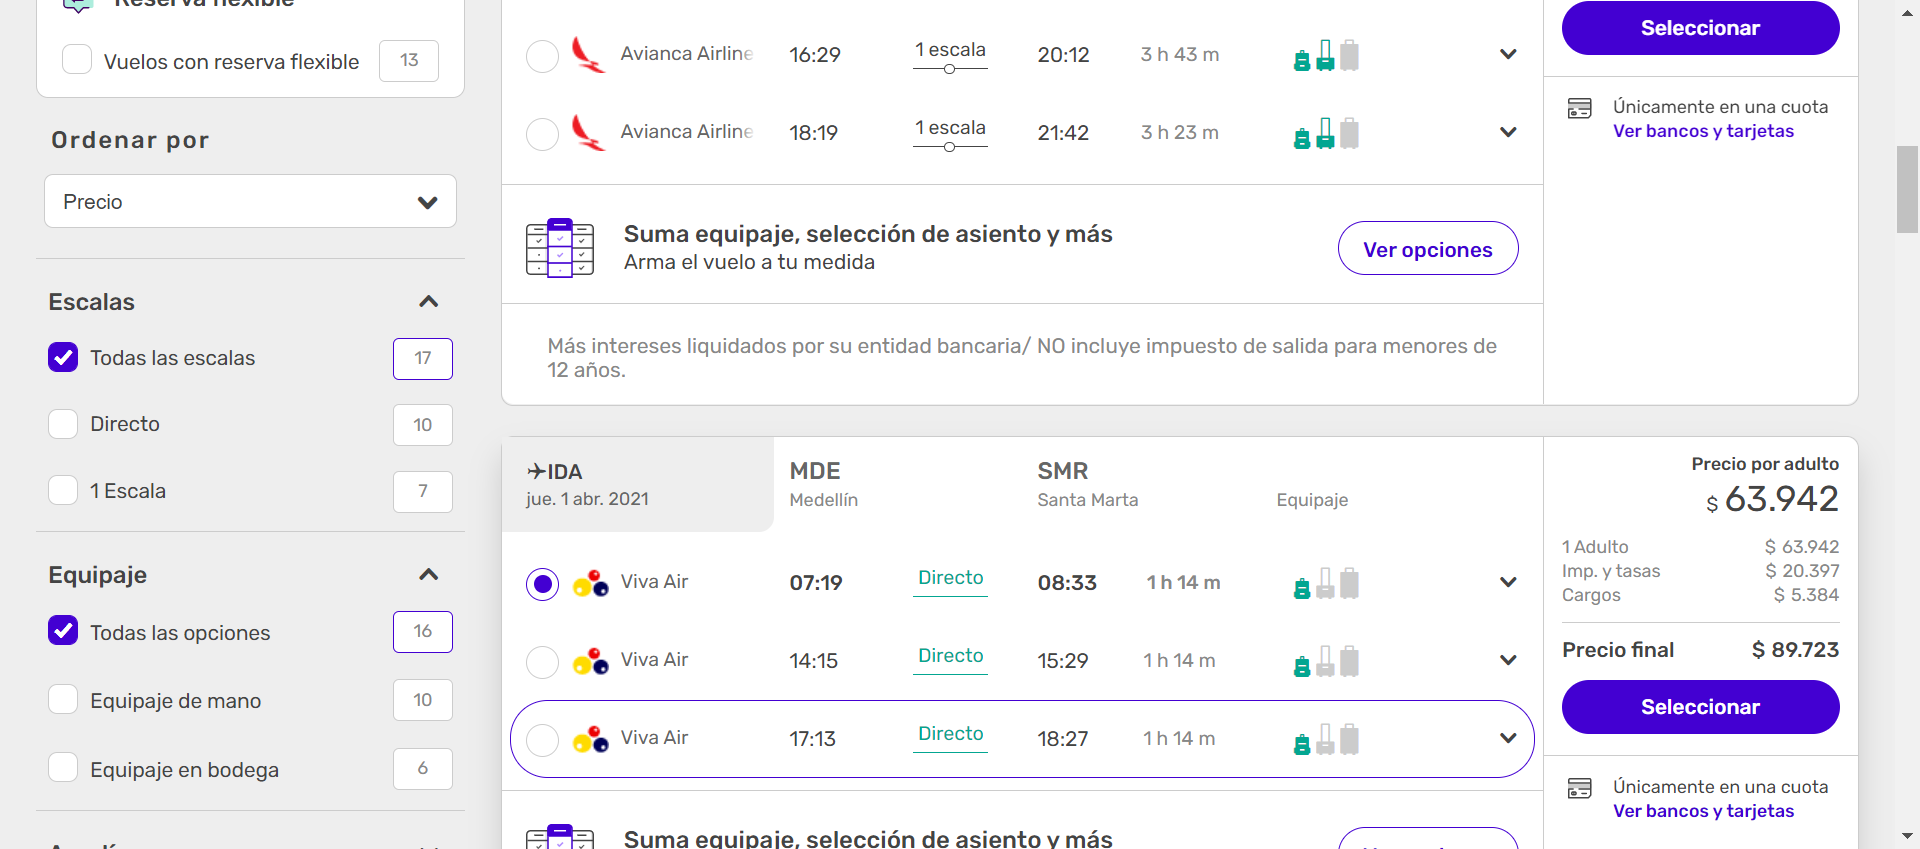 Reserva flexible
Vuelos con reserva flexible 13
Ordenar por
Precio
Escalas
Todas las escalas 17
Directo 10
1 Escala 7
Equipaje
Todas las opciones 16
Equipaje de mano 10
Equipaje en bodega 6
Avianca Airline 16:29 1 escala 20:12 3 h 43 m
Avianca Airline 18:19 1 escala 21:42 3 h 23 m
Suma equipaje, selección de asiento y más
Arma el vuelo a tu medida
Ver opciones
Más intereses liquidados por su entidad bancaria/ NO incluye impuesto de salida para menores de
12 años.
Seleccionar
Únicamente en una cuota
Ver bancos y tarjetas
IDA MDE SMR
jue. 1 abr. 2021 Medellín Santa Marta Equipaje
Viva Air 07:19 Directo 08:33 1 h 14 m
Viva Air 14:15 Directo 15:29 1 h 14 m
Viva Air 17:13 Directo 18:27 1 h 14 m
Suma equipaje, selección de asiento y más
Precio por adulto
$ 63.942
1 Adulto $ 63.942
Imp. y tasas $ 20.397
Cargos $ 5.384
Precio final $ 89.723
Seleccionar
Únicamente en una cuota
Ver bancos y tarjetas